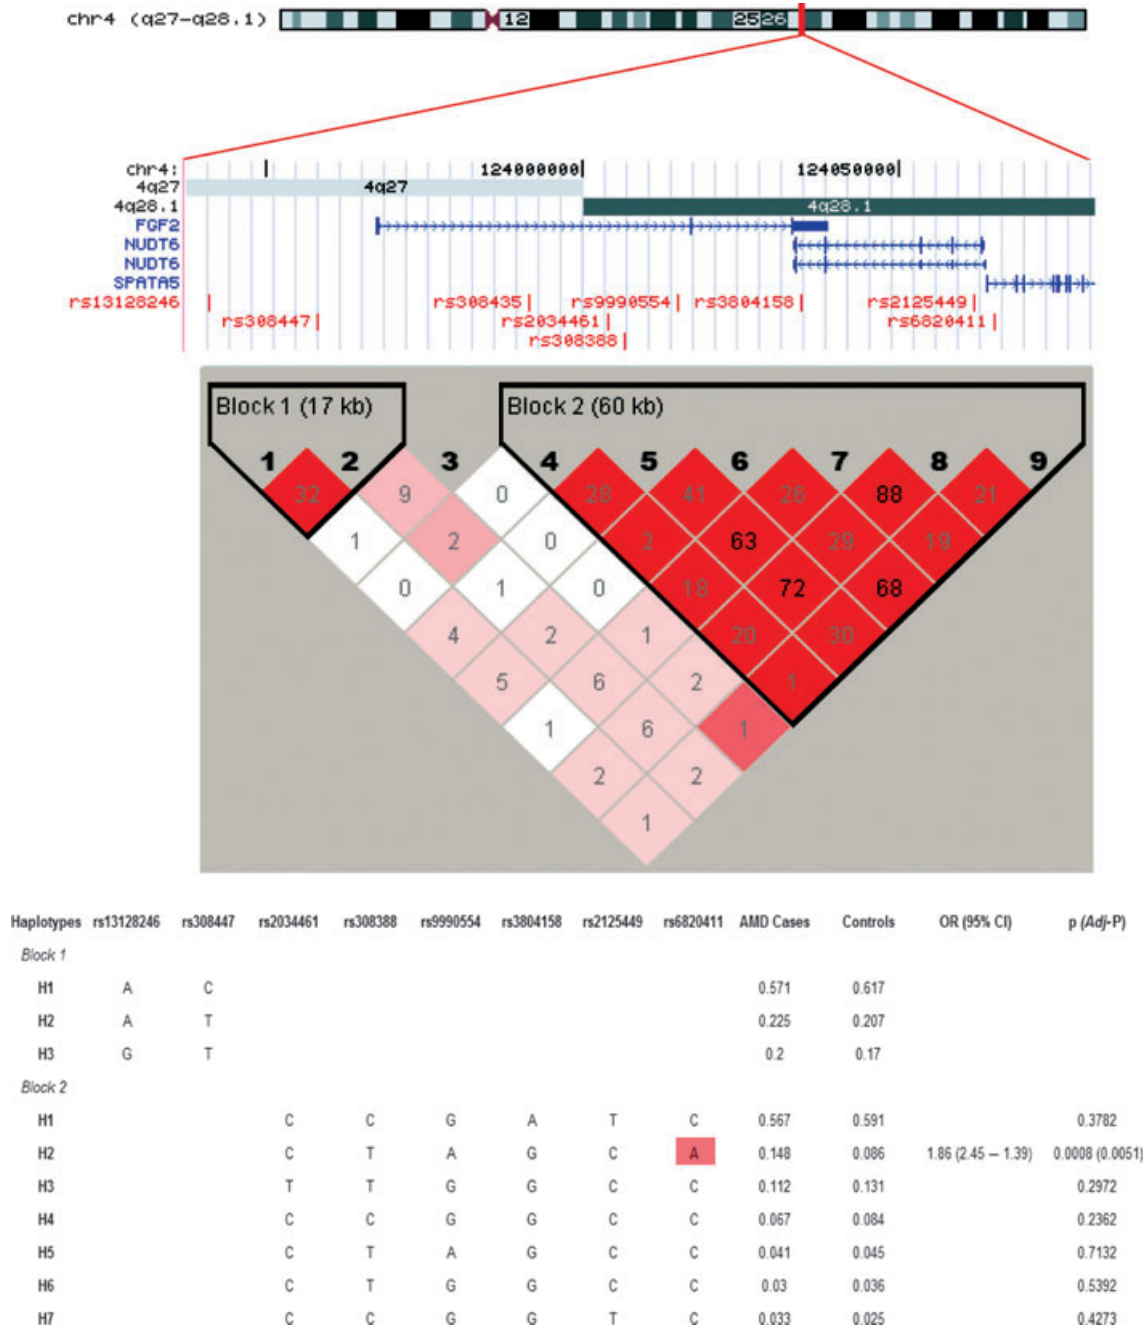 chr4 (q27-q28.1) 12 25 26
chr4: 124000000 124050000
4q27 4q27
4q28.1 4q28.1
FGF2
NUDT6
NUDT6
SPATA5
rs13128246 rs308435 rs9990554 rs3804158 rs2125449
rs308447 rs2034461 rs6820411
rs308388
Block 1 (17 kb) Block 2 (60 kb)
1 2 3 4 5 6 7 8 9
32 9 0 28 41 26 88 21
1 2 0 2 63 29 19
0 1 0 18 72 68
4 2 1 20 30
5 6 2 1
1 6 1
2 2
1
Haplotypes rs13128246 rs308447 rs2034461 rs308388 rs9990554 rs3804158 rs2125449 rs6820411 AMD Cases Controls OR (95% CI) p (Adj-P)
Block 1
H1 A C 0.571 0.617
H2 A T 0.225 0.207
H3 G T 0.2 0.17
Block 2
H1 C C G A T C 0.567 0.591 0.3782
H2 C T A G C A 0.148 0.086 1.86 (2.45 – 1.39) 0.0008 (0.0051)
H3 T T G G C C 0.112 0.131 0.2972
H4 C C G G C C 0.067 0.084 0.2362
H5 C T A G C C 0.041 0.045 0.7132
H6 C T G G C C 0.03 0.036 0.5392
H7 C C G G T C 0.033 0.025 0.4273